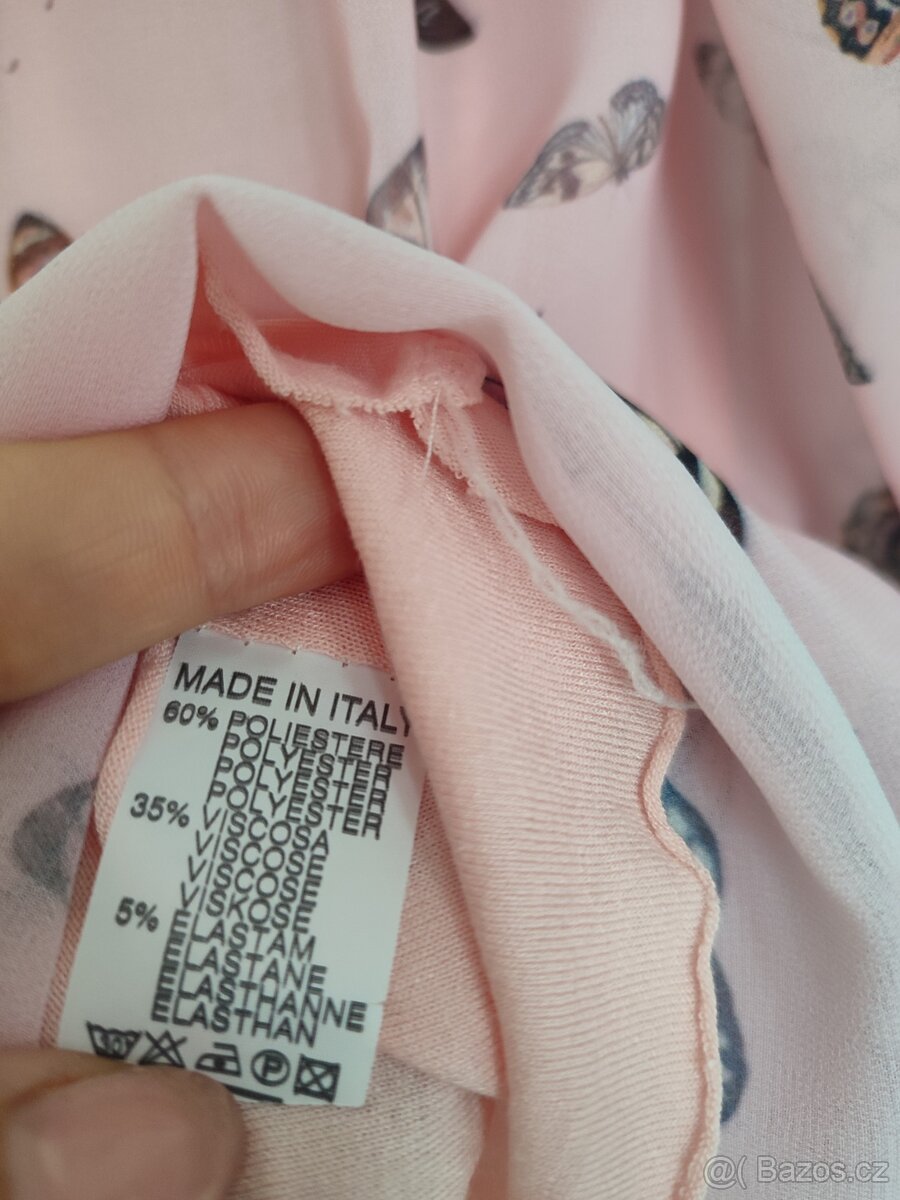 MADE IN ITALY
60% POLIESTERE
POLYESTER
POLYESTER
POLYESTER
35% VISCOSA
VISCOSE
VISCOSE
VISKOSE
5% ELASTAM
ELASTANE
ELASTHANNE
ELASTHAN
30 P
@( Bazos.cz